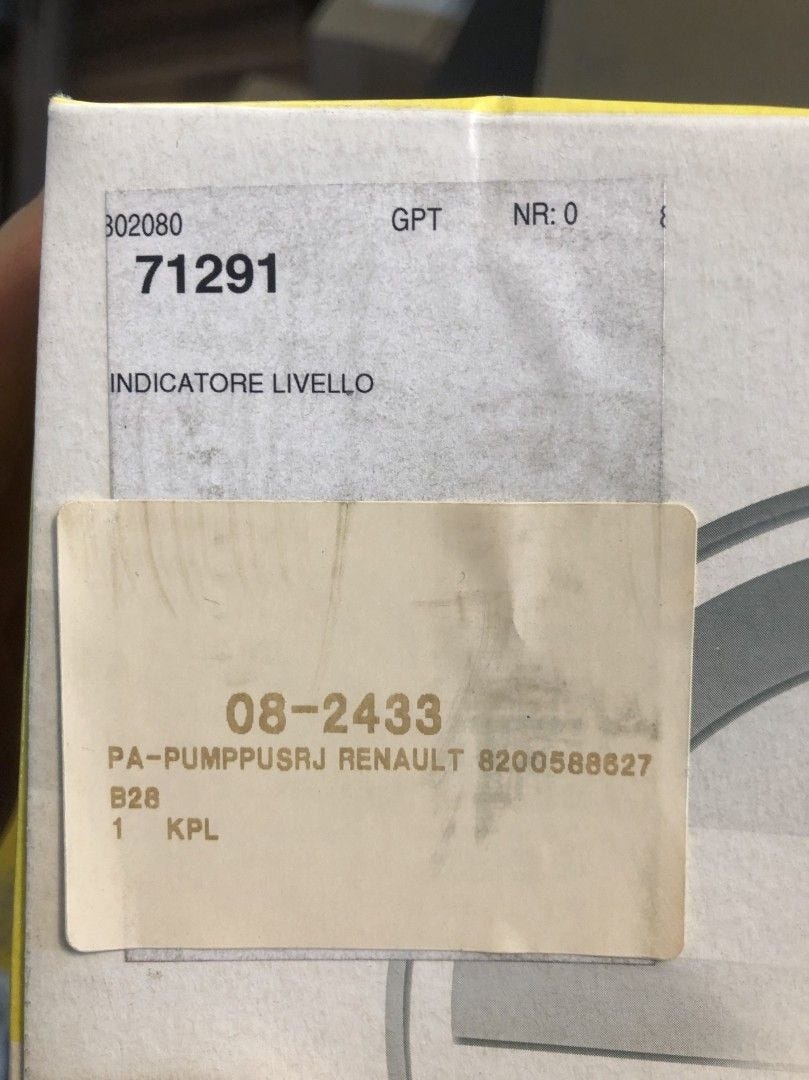 302080 GPT NR: 0
71291
INDICATORE LIVELLO
08-2433
PA-PUMPPUSRJ RENAULT 8200588627
B28
1 KPL